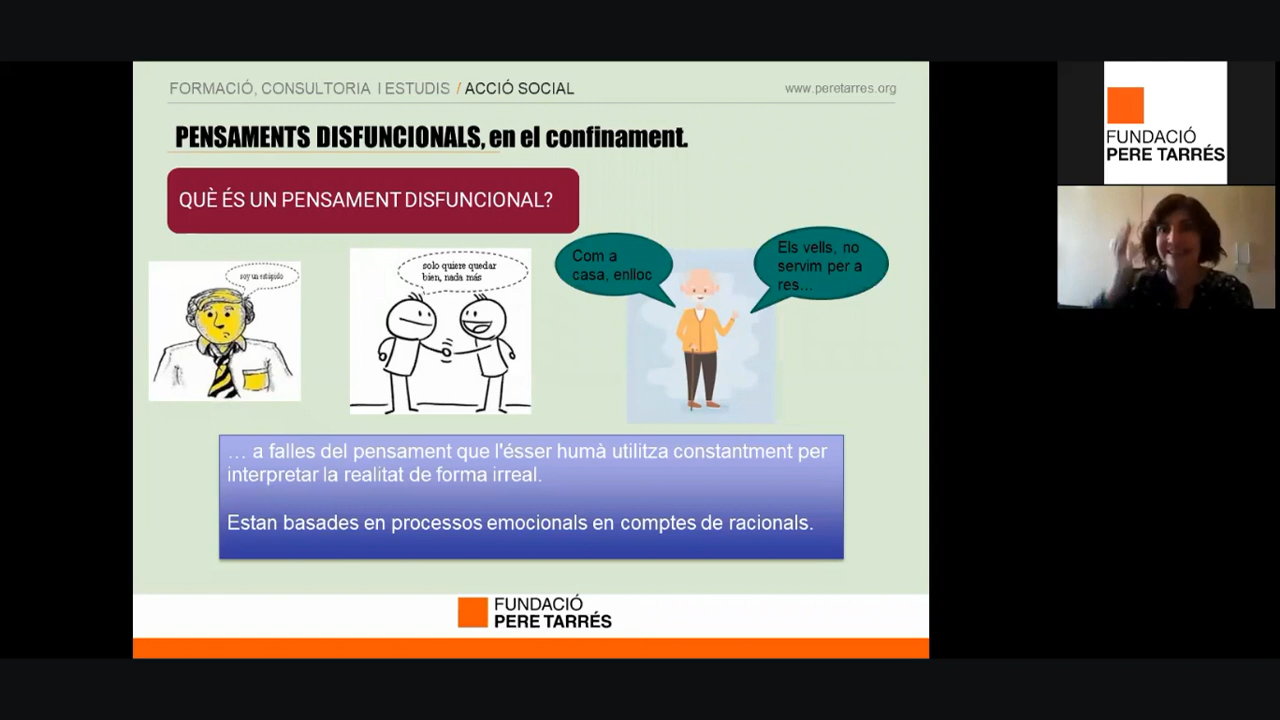 FORMACIÓ, CONSULTORIA I ESTUDIS / ACCIÓ SOCIAL
www.peretarres.org
PENSAMENTS DISFUNCIONALS, en el confinament.
QUÈ ÉS UN PENSAMENT DISFUNCIONAL?
soy un estúpido
solo quiere quedar
bien, nada más
Com a
casa, enlloc
Els vells, no
servim per a
res...
... a falles del pensament que l'ésser humà utilitza constantment per
interpretar la realitat de forma irreal.
Estan basades en processos emocionals en comptes de racionals.
FUNDACIÓ
PERE TARRÉS
FUNDACIÓ
PERE TARRÉS